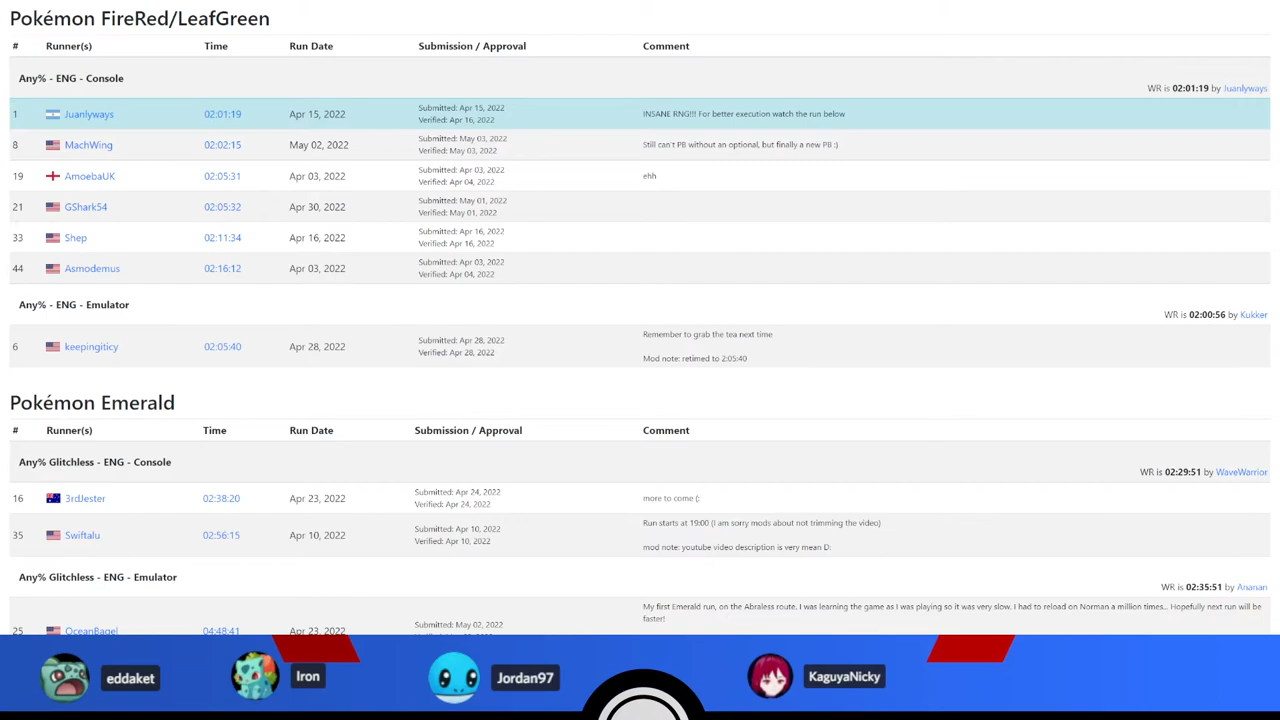 Pokémon FireRed/LeafGreen
# Runner(s) Time Run Date Submission / Approval Comment
Any% - ENG - Console
WR is 02:01:19 by Juanlyways
1 Juanlyways 02:01:19 Apr 15, 2022 Submitted: Apr 15, 2022 Verified: Apr 16, 2022 INSANE RNG!!! For better execution watch the run below
8 MachWing 02:02:15 May 02, 2022 Submitted: May 03, 2022 Verified: May 03, 2022 Still can't PB without an optional, but finally a new PB :)
19 AmoebaUK 02:05:31 Apr 03, 2022 Submitted: Apr 03, 2022 Verified: Apr 04, 2022 ehh
21 GShark54 02:05:32 Apr 30, 2022 Submitted: May 01, 2022 Verified: May 01, 2022
33 Shep 02:11:34 Apr 16, 2022 Submitted: Apr 16, 2022 Verified: Apr 16, 2022
44 Asmodemus 02:16:12 Apr 03, 2022 Submitted: Apr 03, 2022 Verified: Apr 04, 2022
Any% - ENG - Emulator
WR is 02:00:56 by Kukker
6 keepingiticy 02:05:40 Apr 28, 2022 Submitted: Apr 28, 2022 Verified: Apr 28, 2022 Remember to grab the tea next time
Mod note: retimed to 2:05:40
Pokémon Emerald
# Runner(s) Time Run Date Submission / Approval Comment
Any% Glitchless - ENG - Console
WR is 02:29:51 by WaveWarrior
16 3rdJester 02:38:20 Apr 23, 2022 Submitted: Apr 24, 2022 Verified: Apr 24, 2022 more to come (:
35 Swiftalu 02:56:15 Apr 10, 2022 Submitted: Apr 10, 2022 Verified: Apr 10, 2022 Run starts at 19:00 (I am sorry mods about not trimming the video)
mod note: youtube video description is very mean D:
Any% Glitchless - ENG - Emulator
WR is 02:35:51 by Ananan
25 OceanBagel 04:48:41 Apr 23, 2022 Submitted: May 02, 2022 My first Emerald run, on the Abraless route. I was learning the game as I was playing so it was very slow. I had to reload on Norman a million times... Hopefully next run will be
faster!
eddaket Iron Jordan97 KaguyaNicky